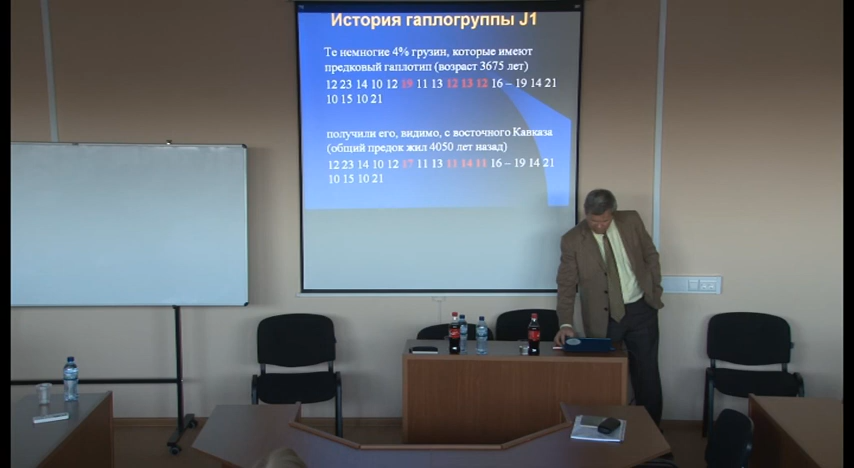 История гаплогруппы J1
Те немногие 4% грузин, которые имеют
предковый гаплотип (возраст 3675 лет)
12 23 14 10 12 19 11 13 12 13 12 16 – 19 14 21
10 15 10 21
получили его, видимо, с восточного Кавказа
(общий предок жил 4050 лет назад)
12 23 14 10 12 17 11 13 11 14 11 16 – 19 14 21
10 15 10 21